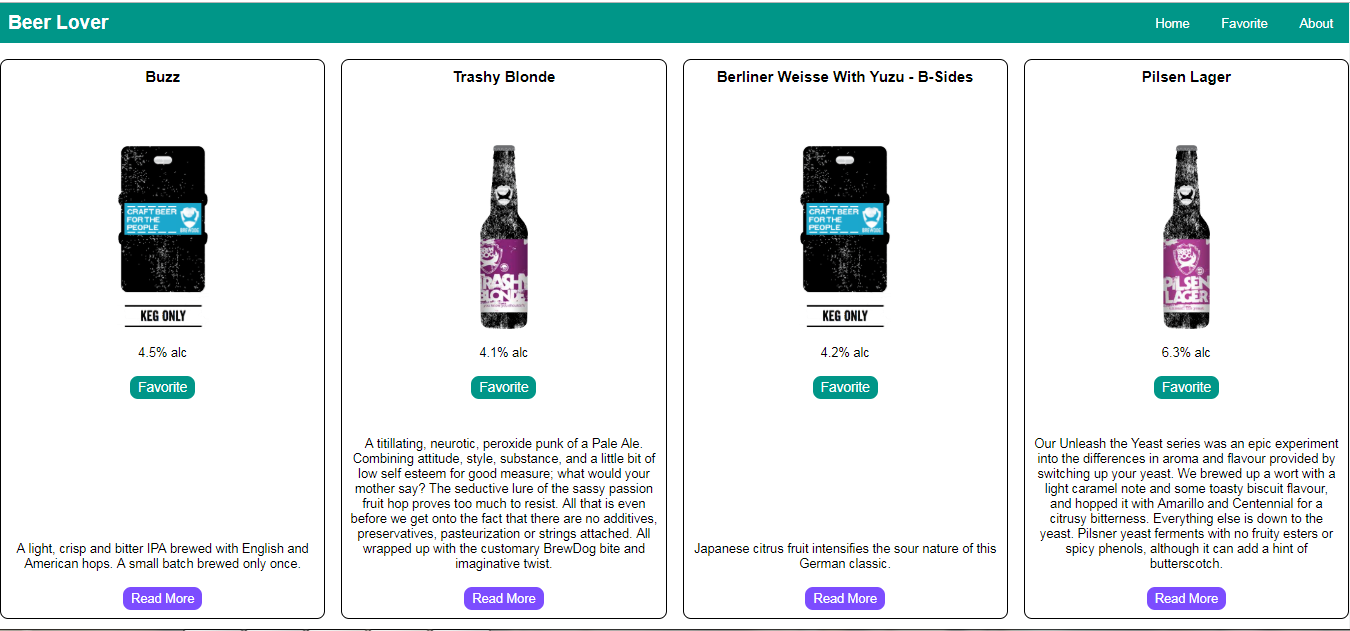 Beer Lover
Home
Favorite
About
Buzz
CRAFT BEER
FOR THE
PEOPLE
BREWDOG
KEG ONLY
4.5% alc
Favorite
A light, crisp and bitter IPA brewed with English and
American hops. A small batch brewed only once.
Read More
Trashy Blonde
TRASHY
BLONDE
4.1% alc
Favorite
A titillating, neurotic, peroxide punk of a Pale Ale.
Combining attitude, style, substance, and a little bit of
low self esteem for good measure; what would your
mother say? The seductive lure of the sassy passion
fruit hop proves too much to resist. All that is even
before we get onto the fact that there are no additives,
preservatives, pasteurization or strings attached. All
wrapped up with the customary BrewDog bite and
imaginative twist.
Read More
Berliner Weisse With Yuzu - B-Sides
CRAFT BEER
FOR THE
PEOPLE
BREWDOG
KEG ONLY
4.2% alc
Favorite
Japanese citrus fruit intensifies the sour nature of this
German classic.
Read More
Pilsen Lager
PILSEN
LAGER
6.3% alc
Favorite
Our Unleash the Yeast series was an epic experiment
into the differences in aroma and flavour provided by
switching up your yeast. We brewed up a wort with a
light caramel note and some toasty biscuit flavour,
and hopped it with Amarillo and Centennial for a
citrusy bitterness. Everything else is down to the
yeast. Pilsner yeast ferments with no fruity esters or
spicy phenols, although it can add a hint of
butterscotch.
Read More